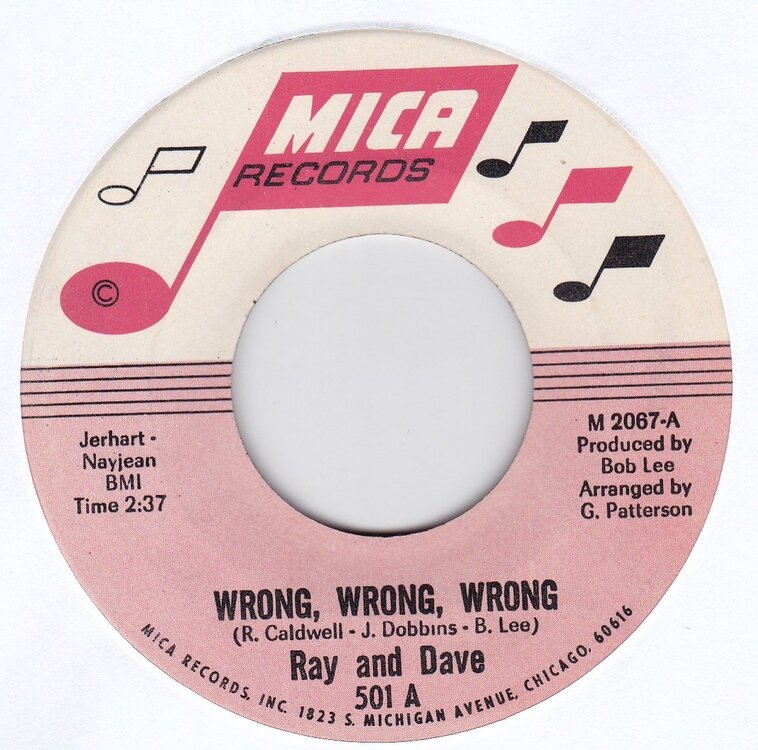 MICA
RECORDS
©
Jerhart -
Nayjean
BMI
Time 2:37
M 2067-A
Produced by
Bob Lee
Arranged by
G. Patterson
WRONG, WRONG, WRONG
(R. Caldwell - J. Dobbins - B. Lee)
Ray and Dave
501 A
MICA RECORDS, INC. 1823 S. MICHIGAN AVENUE, CHICAGO, 60616